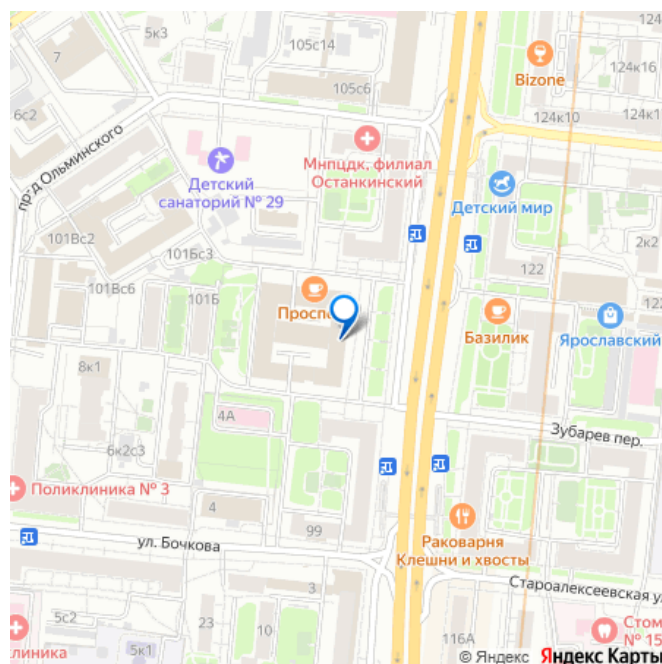 5к3
105с14
124к16
7
Bizone
105с6
6с2
124к10
124к1
пр-д Ольминского
Мнпцдк, филиал
Останкинский
Детский
санаторий № 29
Детский мир
101Вс2
101Бс3
2к2
122
101Вс6
101Б
Проспе
Базилик
Ярославский
122
8к1
4А
Зубарев пер.
6к2с3
Поликлиника № 3
4
99
ул. Бочкова
Раковарня
Клешни и хвосты
3
Староалексеевская у
5с2
23
10
Стом
№ 15
линика
5к1
116А
© Яндекс Яндекс Карты